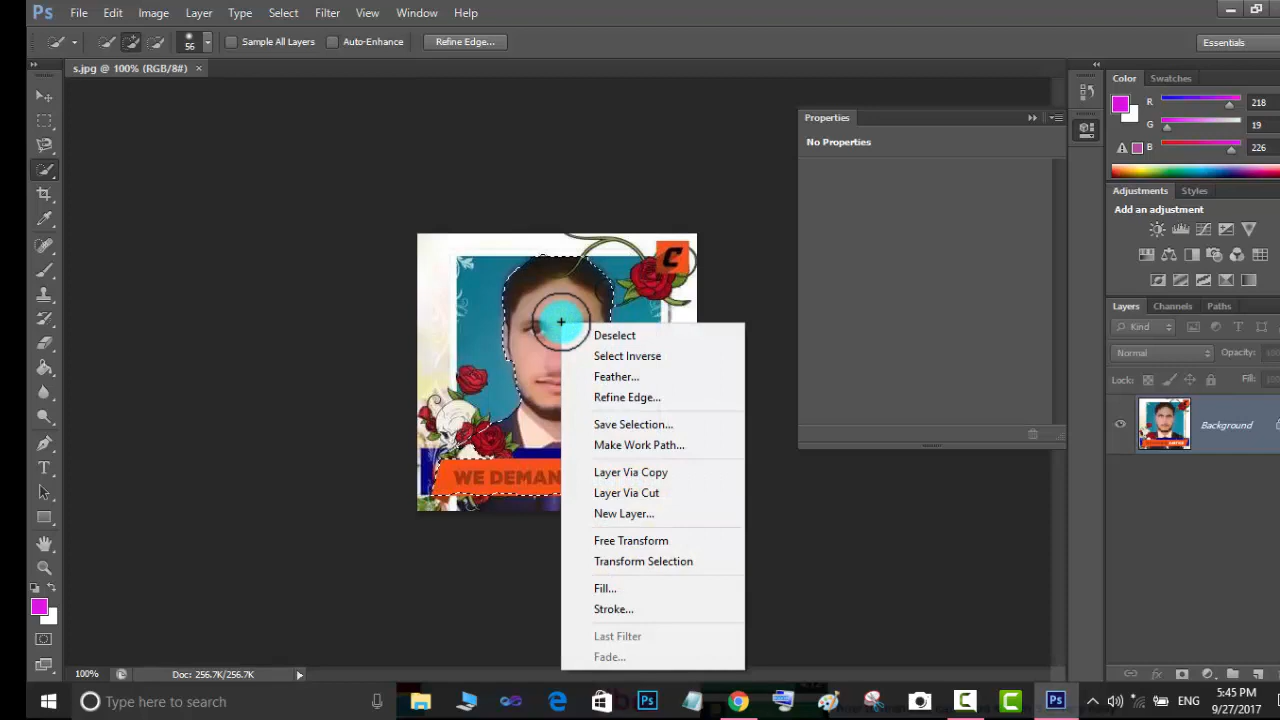 Ps File Edit Image Layer Type Select Filter View Window Help
56 Sample All Layers Auto-Enhance Refine Edge... Essentials
s.jpg @ 100% (RGB/8#) ×
Color Swatches
R 218
G 19
B 226
Properties
No Properties
Adjustments Styles
Add an adjustment
Layers Channels Paths
Kind
Normal Opacity:
Lock: Fill:
Background
C
WE DEMAN
Deselect
Select Inverse
Feather...
Refine Edge...
Save Selection...
Make Work Path...
Layer Via Copy
Layer Via Cut
New Layer...
Free Transform
Transform Selection
Fill...
Stroke...
Last Filter
Fade...
100% Doc: 256.7K/256.7K
Type here to search
ENG
5:45 PM
9/27/2017